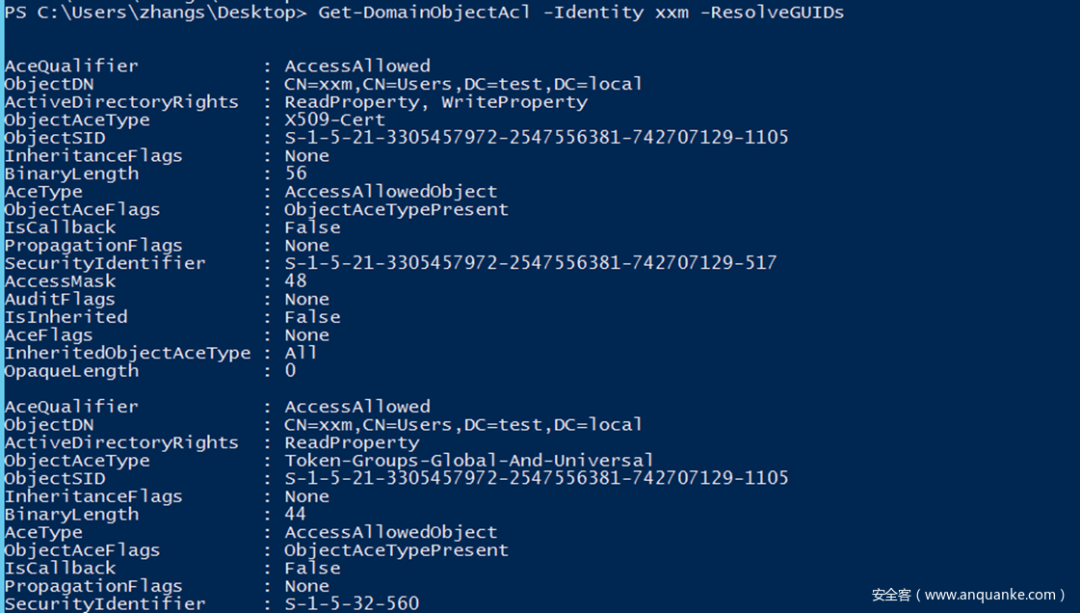 PS C:\Users\zhangs\Desktop> Get-DomainObjectAcl -Identity xxm -ResolveGUIDs
AceQualifier           : AccessAllowed
ObjectDN               : CN=xxm,CN=Users,DC=test,DC=local
ActiveDirectoryRights  : ReadProperty, WriteProperty
ObjectAceType          : X509-Cert
ObjectSID              : S-1-5-21-3305457972-2547556381-742707129-1105
InheritanceFlags       : None
BinaryLength           : 56
AceType                : AccessAllowedObject
ObjectAceFlags         : ObjectAceTypePresent
IsCallback             : False
PropagationFlags       : None
SecurityIdentifier     : S-1-5-21-3305457972-2547556381-742707129-517
AccessMask             : 48
AuditFlags             : None
IsInherited            : False
AceFlags               : None
InheritedObjectAceType : All
OpaqueLength           : 0
AceQualifier           : AccessAllowed
ObjectDN               : CN=xxm,CN=Users,DC=test,DC=local
ActiveDirectoryRights  : ReadProperty
ObjectAceType          : Token-Groups-Global-And-Universal
ObjectSID              : S-1-5-21-3305457972-2547556381-742707129-1105
InheritanceFlags       : None
BinaryLength           : 44
AceType                : AccessAllowedObject
ObjectAceFlags         : ObjectAceTypePresent
IsCallback             : False
PropagationFlags       : None
SecurityIdentifier     : S-1-5-32-560
安全客（www.anquanke.com）